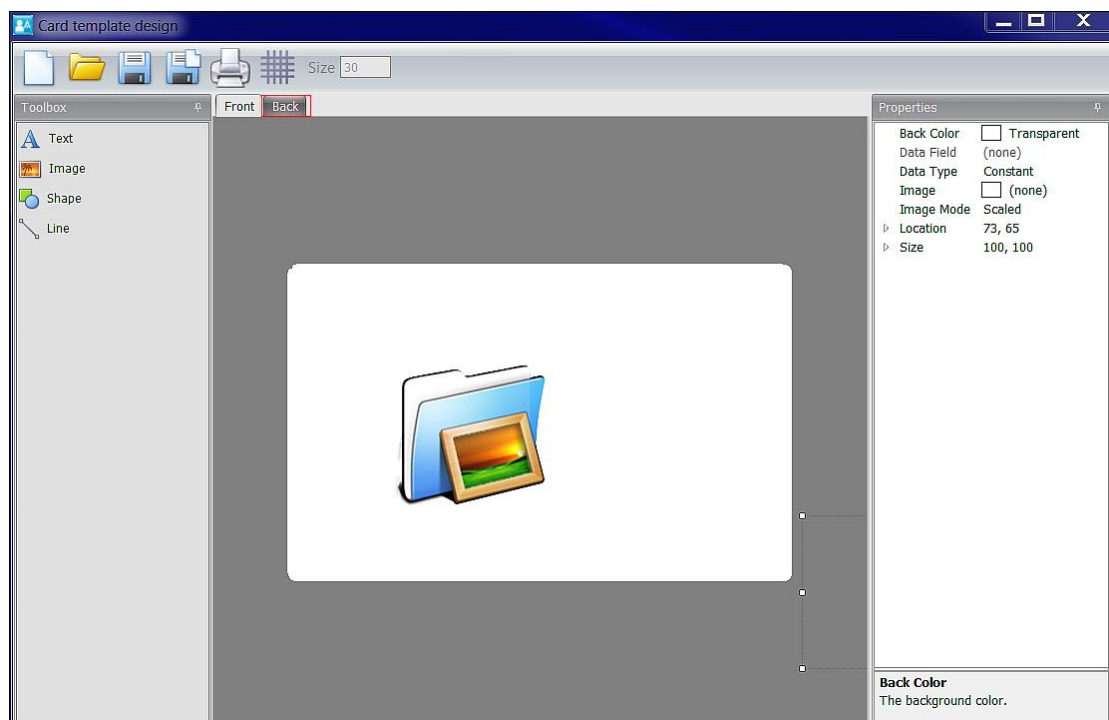 Card template design
Size 30
Toolbox
Front Back
Properties
Text
Image
Shape
Line
Back Color Transparent
Data Field (none)
Data Type Constant
Image (none)
Image Mode Scaled
Location 73, 65
Size 100, 100
Back Color
The background color.